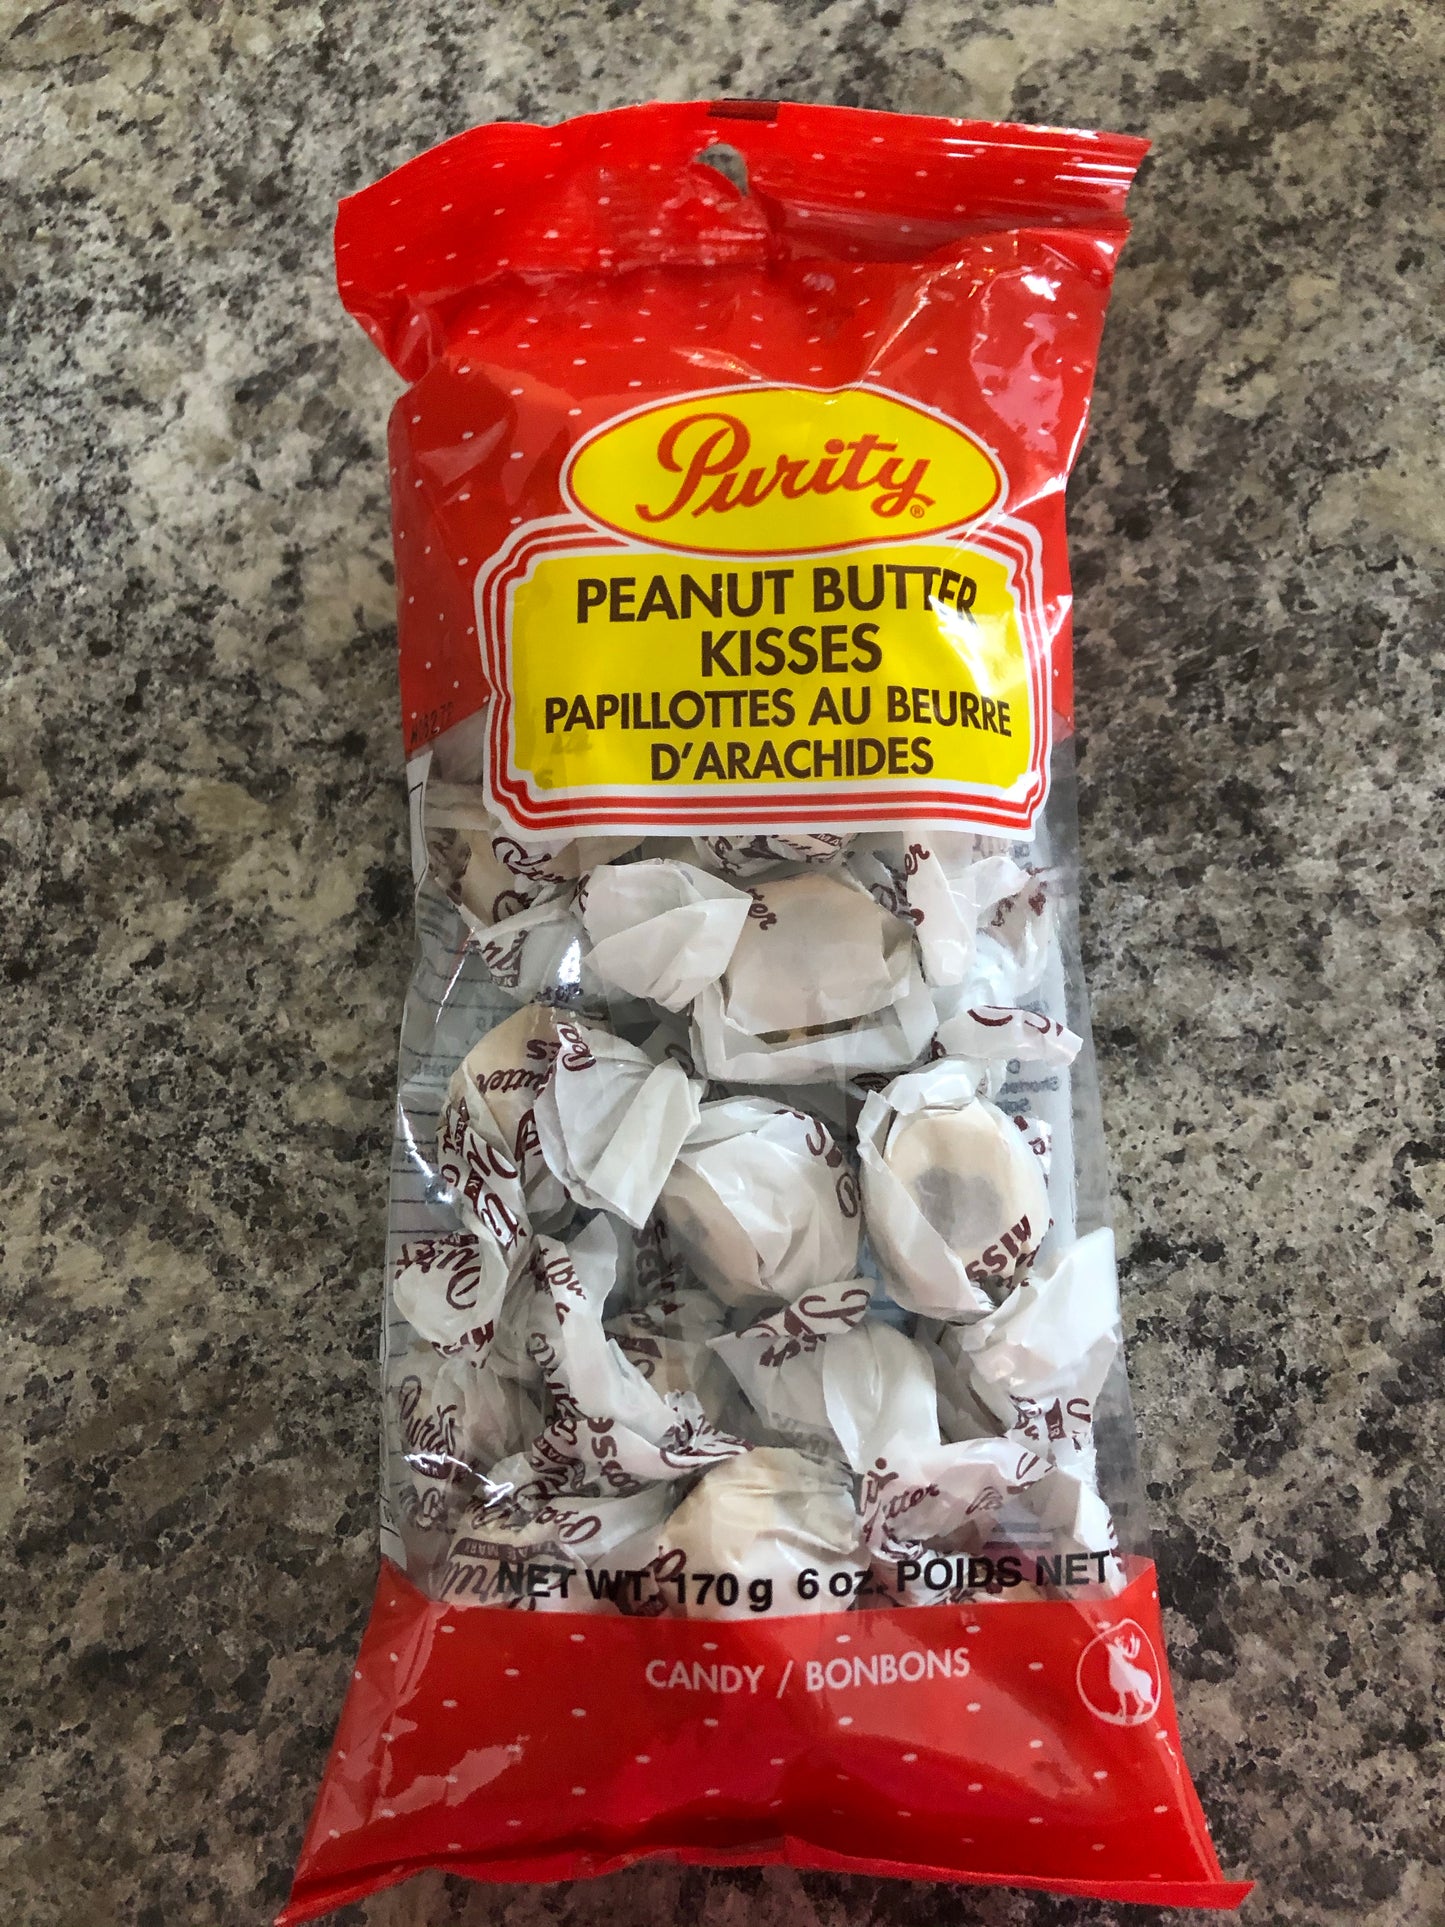 Purity®
PEANUT BUTTER
KISSES
PAPILLOTTES AU BEURRE
D'ARACHIDES
NET WT. 170 g 6 oz. POIDS NET
CANDY / BONBONS